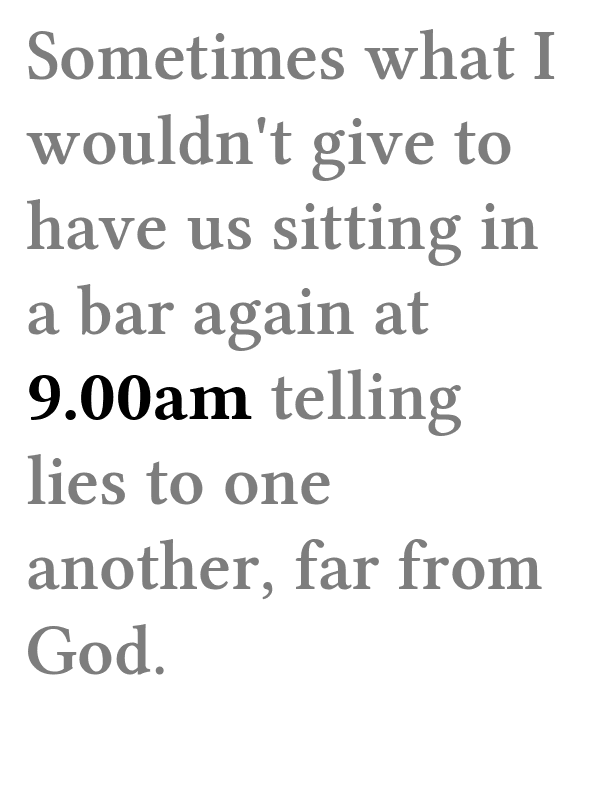 Sometimes what I
wouldn't give to
have us sitting in
a bar again at
9.00am telling
lies to one
another, far from
God.